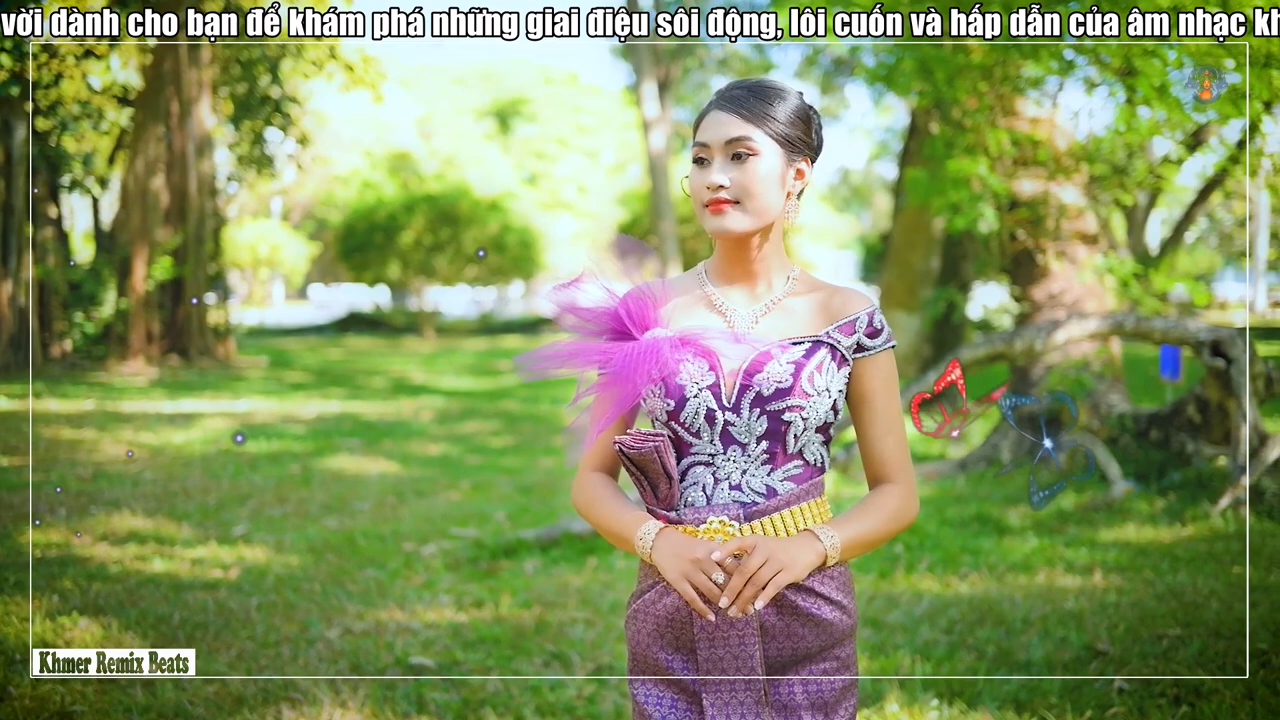 vời dành cho bạn để khám phá những giai điệu sôi động, lôi cuốn và hấp dẫn của âm nhạc
Khmer Remix Beats